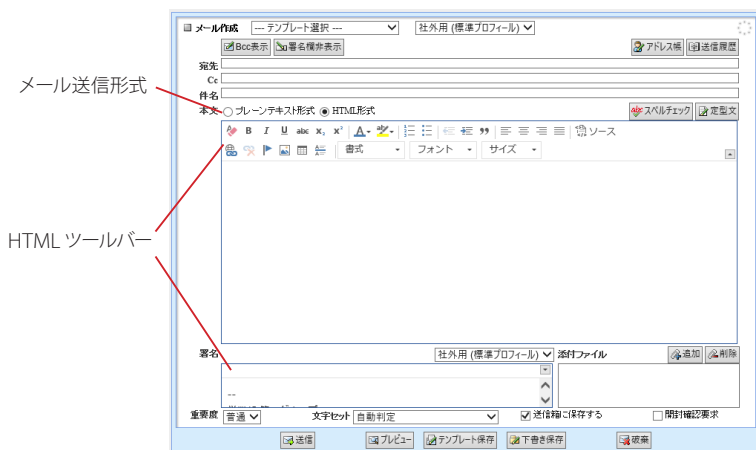 メール作成 --- テンプレート選択 --- 社外用 (標準プロフィール)
Bcc表示 署名欄非表示 アドレス帳 送信履歴
宛先
Cc
件名
メール送信形式
本文 プレーンテキスト形式 HTML形式 abc スペルチェック 定型文
B I U abc x₂ x² A ab ソース
書式 フォント サイズ
HTML ツールバー
署名 社外用 (標準プロフィール) 添付ファイル 追加 削除
--
重要度 普通 文字セット 自動判定 送信箱に保存する 開封確認要求
送信 プレビュー テンプレート保存 下書き保存 破棄